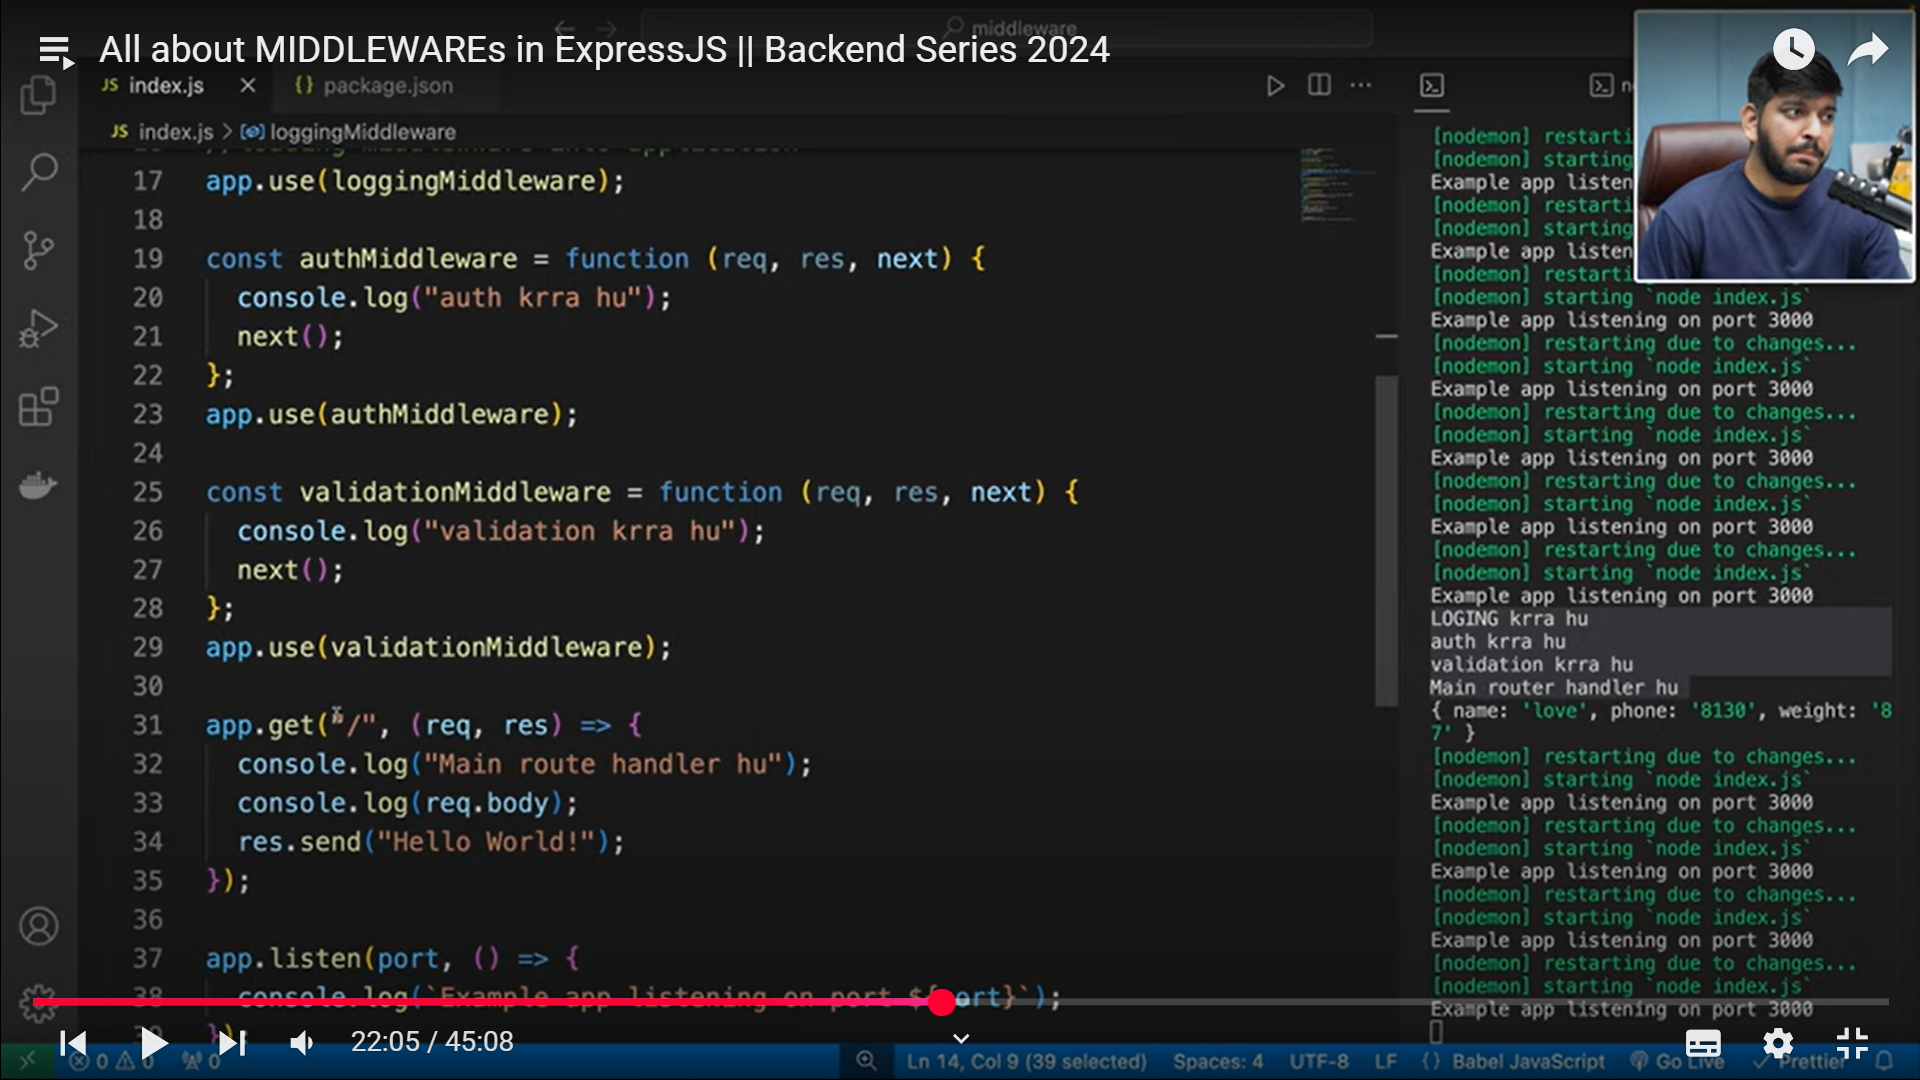 middleware
All about MIDDLEWAREs in ExpressJS || Backend Series 2024
JS index.js
{} package.json
JS index.js > loggingMiddleware
17 app.use(loggingMiddleware);
18
19 const authMiddleware = function (req, res, next) {
20 console.log("auth krra hu");
21 next();
22 };
23 app.use(authMiddleware);
24
25 const validationMiddleware = function (req, res, next) {
26 console.log("validation krra hu");
27 next();
28 };
29 app.use(validationMiddleware);
30
31 app.get("/", (req, res) => {
32 console.log("Main route handler hu");
33 console.log(req.body);
34 res.send("Hello World!");
35 });
36
37 app.listen(port, () => {
38 console.log(`Example app listening on port ${port}`);
[nodemon] restarti
[nodemon] starting
Example app listen
[nodemon] restarti
[nodemon] starting
Example app listen
[nodemon] restarti
[nodemon] starting `node index.js`
Example app listening on port 3000
[nodemon] restarting due to changes...
[nodemon] starting `node index.js`
Example app listening on port 3000
[nodemon] restarting due to changes...
[nodemon] starting `node index.js`
Example app listening on port 3000
[nodemon] restarting due to changes...
[nodemon] starting `node index.js`
Example app listening on port 3000
[nodemon] restarting due to changes...
[nodemon] starting `node index.js`
Example app listening on port 3000
LOGING krra hu
auth krra hu
validation krra hu
Main router handler hu
{ name: 'love', phone: '8130', weight: '8
7' }
[nodemon] restarting due to changes...
[nodemon] starting `node index.js`
Example app listening on port 3000
[nodemon] restarting due to changes...
[nodemon] starting `node index.js`
Example app listening on port 3000
[nodemon] restarting due to changes...
[nodemon] starting `node index.js`
Example app listening on port 3000
[nodemon] restarting due to changes...
[nodemon] starting `node index.js`
Example app listening on port 3000
22:05 / 45:08
0 0 0
Ln 14, Col 9 (39 selected) Spaces: 4 UTF-8 LF {} Babel JavaScript Go Live Prettier